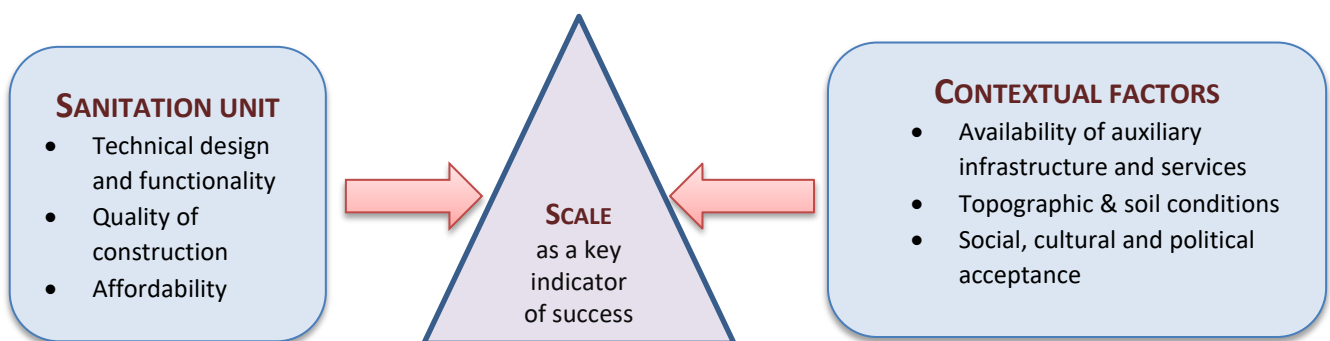 SANITATION UNIT
• Technical design
and functionality
• Quality of
construction
• Affordability
SCALE
as a key
indicator
of success
CONTEXTUAL FACTORS
• Availability of auxiliary
infrastructure and services
• Topographic & soil conditions
• Social, cultural and political
acceptance